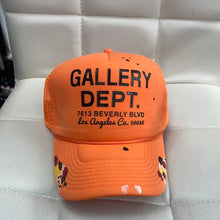 GALLERY
DEPT.
7613 BEVERLY BLVD
Los Angeles Ca. 90036